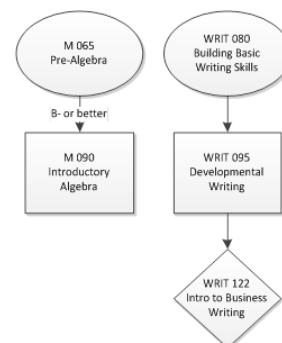 M 065
Pre-Algebra
WRIT 080
Building Basic
Writing Skills
B- or better
M 090
Introductory
Algebra
WRIT 095
Developmental
Writing
WRIT 122
Intro to Business
Writing